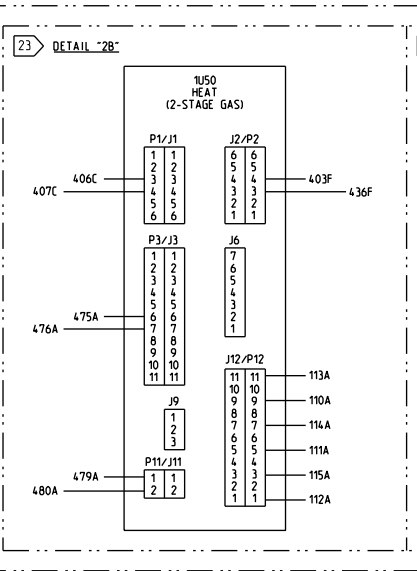 23 DETAIL "2B"
1U50
HEAT
(2-STAGE GAS)
P1/J1
1 1
2 2
406C 3 3
407C 4 4
5 5
6 6
J2/P2
6 6
5 5
4 4 403F
3 3 436F
2 2
1 1
P3/J3
1 1
2 2
3 3
4 4
5 5
475A 6 6
476A 7 7
8 8
9 9
10 10
11 11
J6
7
6
5
4
3
2
1
J9
1
2
3
P11/J11
479A 1 1
480A 2 2
J12/P12
11 11 113A
10 10
9 9 110A
8 8
7 7 114A
6 6
5 5 111A
4 4
3 3 115A
2 2
1 1 112A